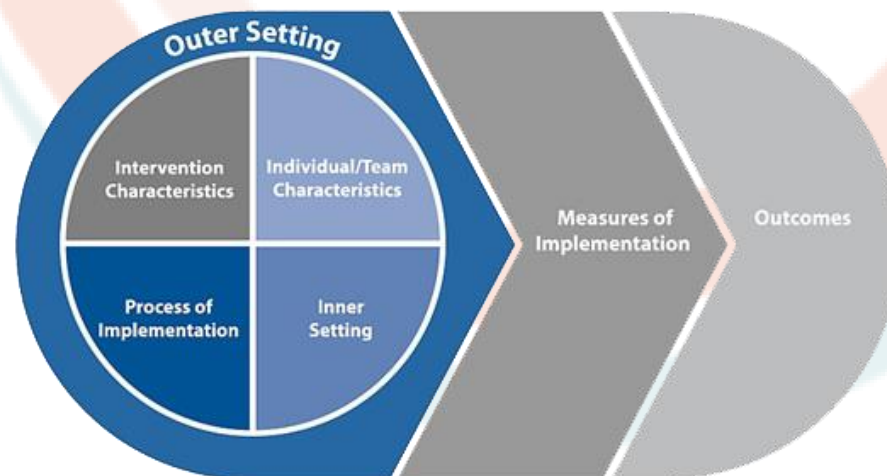 Outer Setting
Intervention
Characteristics
Individual/Team
Characteristics
Process of
Implementation
Inner
Setting
Measures of
Implementation
Outcomes